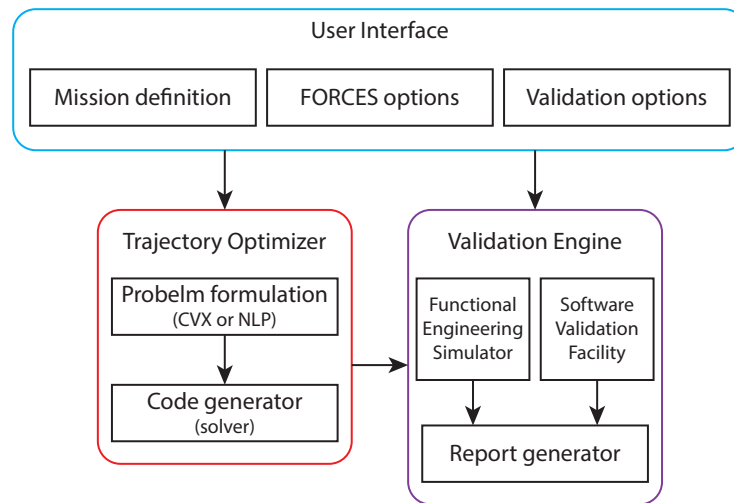 User Interface
Mission definition
FORCES options
Validation options
Trajectory Optimizer
Probelm formulation
(CVX or NLP)
Code generator
(solver)
Validation Engine
Functional
Engineering
Simulator
Software
Validation
Facility
Report generator